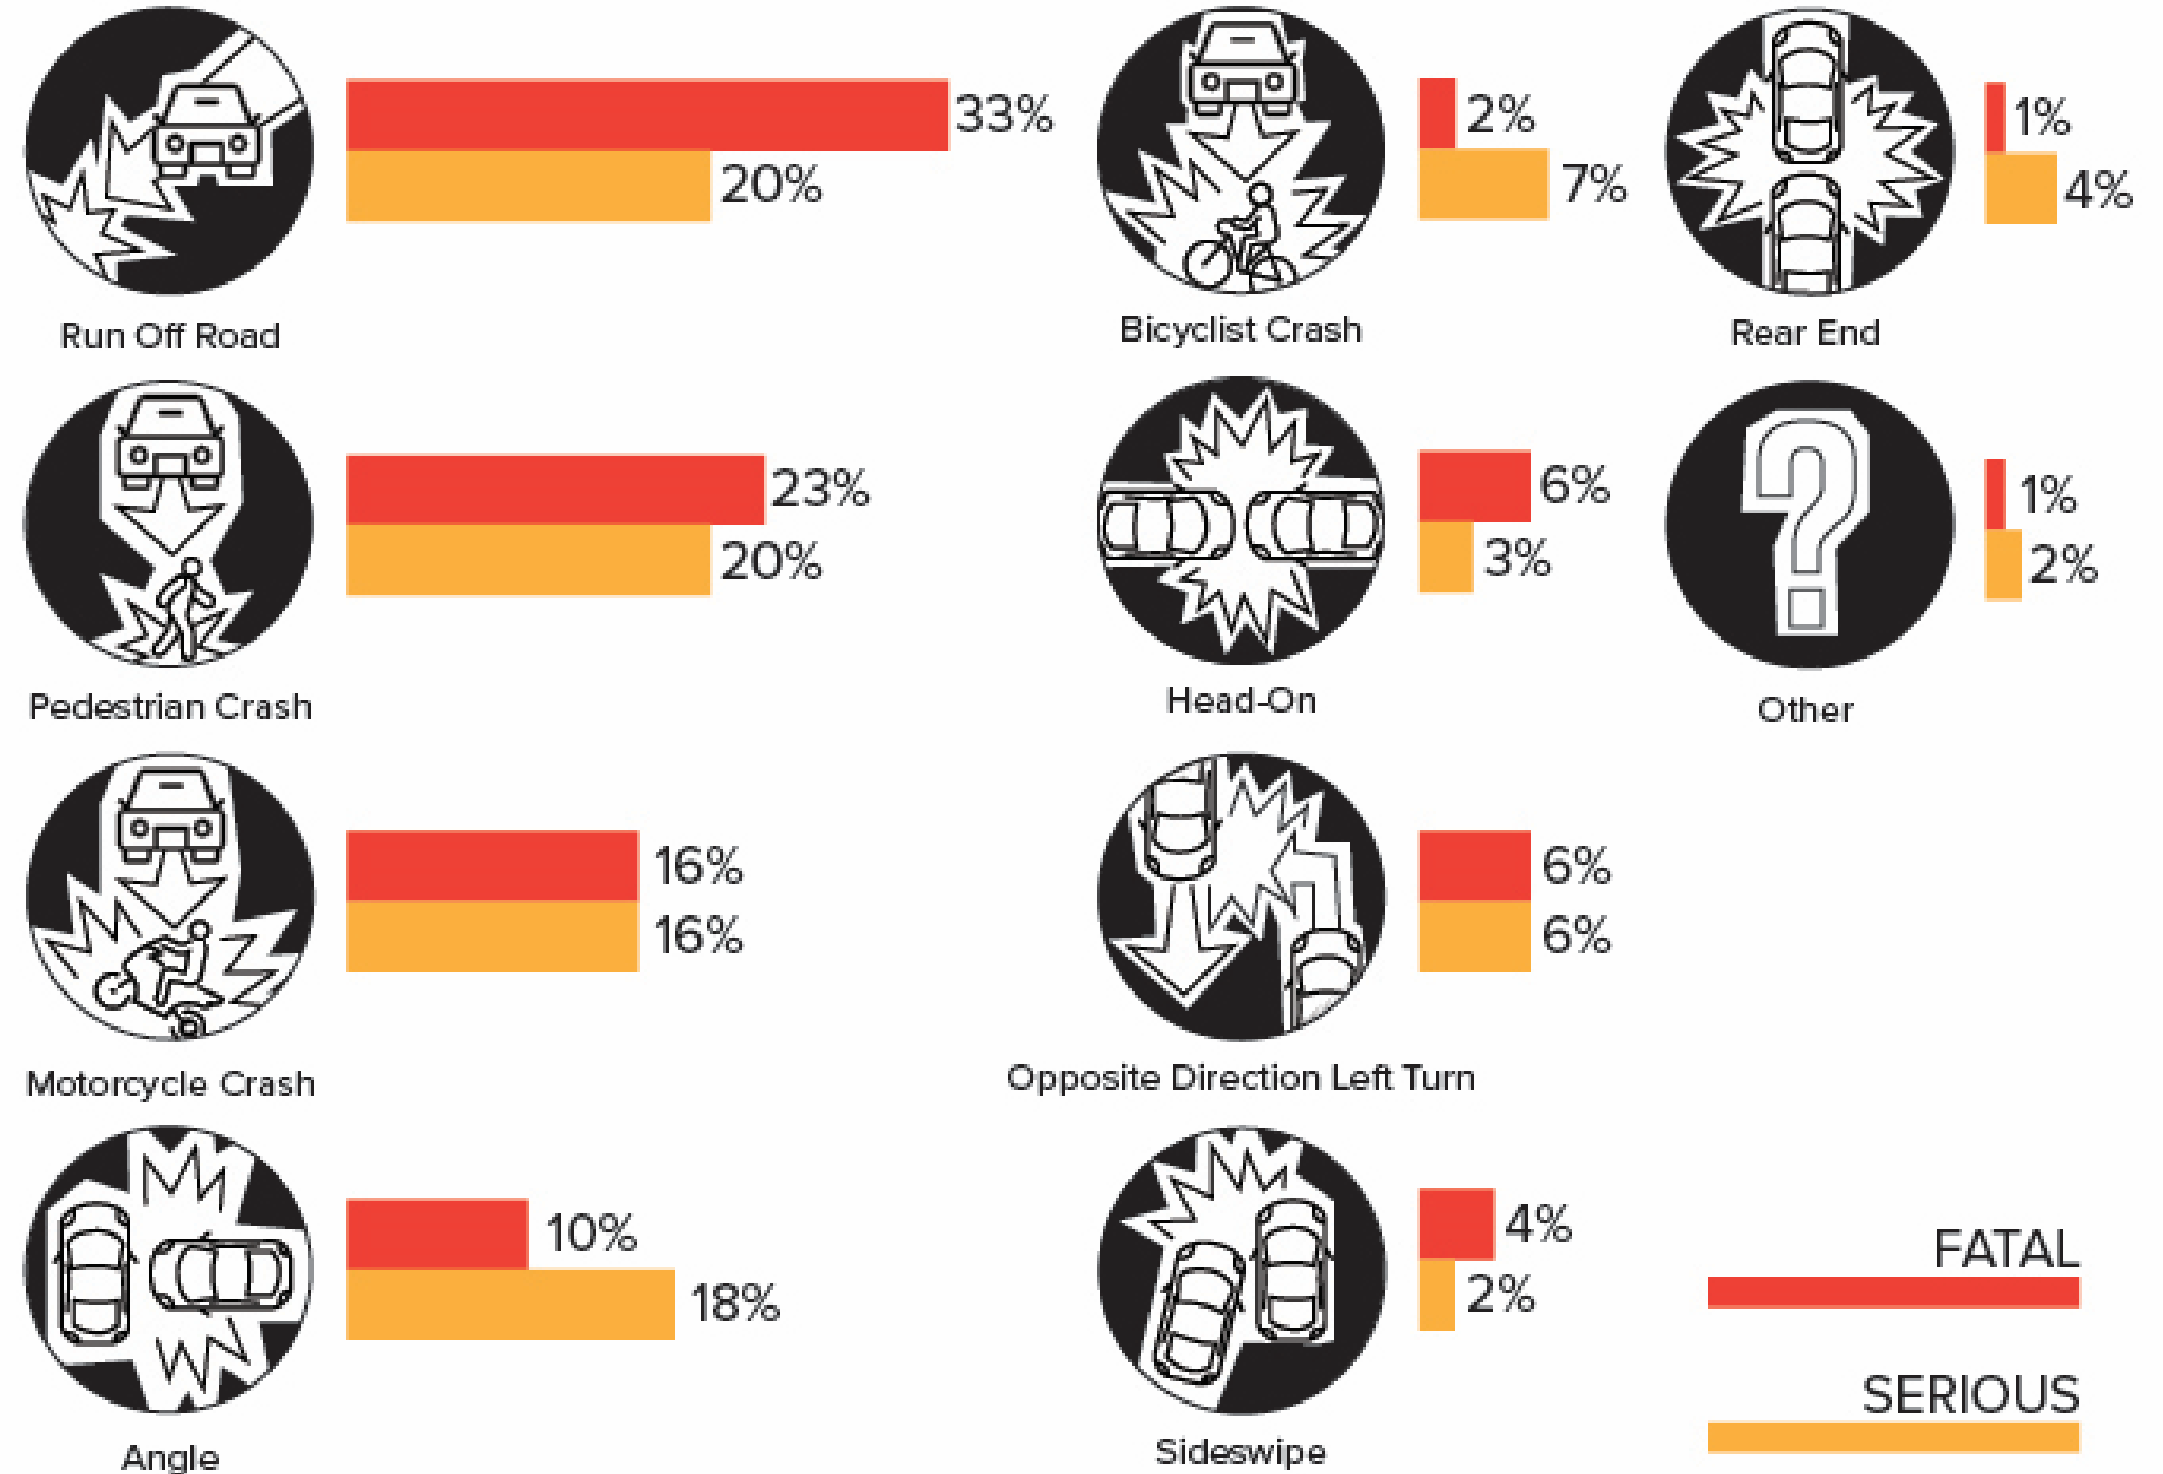 33%
20%
Run Off Road
23%
20%
Pedestrian Crash
16%
16%
Motorcycle Crash
10%
18%
Angle
2%
7%
Bicyclist Crash
6%
3%
Head-On
6%
6%
Opposite Direction Left Turn
4%
2%
Sideswipe
1%
4%
Rear End
1%
2%
Other
FATAL
SERIOUS